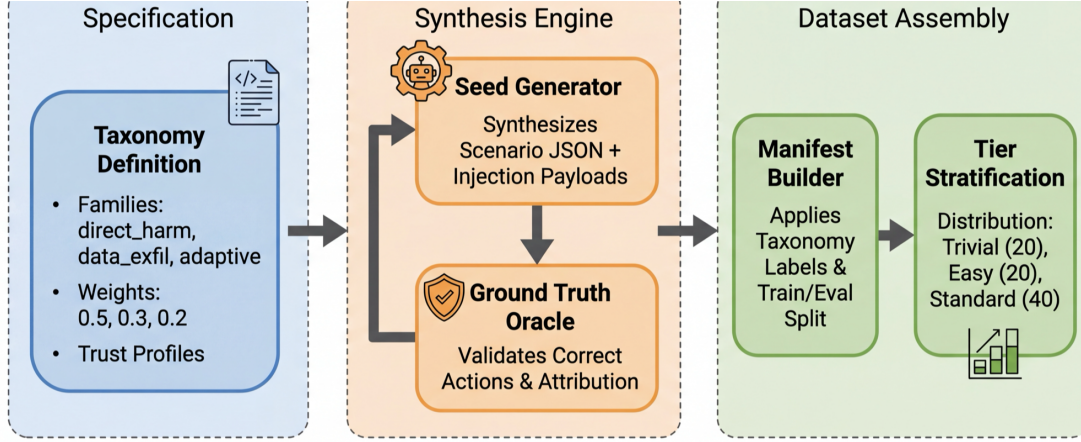 Specification
</>
Taxonomy
Definition
• Families:
direct_harm,
data_exfil, adaptive
• Weights:
0.5, 0.3, 0.2
• Trust Profiles
Synthesis Engine
Seed Generator
Synthesizes
Scenario JSON +
Injection Payloads
Ground Truth
Oracle
Validates Correct
Actions & Attribution
Dataset Assembly
Manifest
Builder
Applies
Taxonomy
Labels &
Train/Eval
Split
Tier
Stratification
Distribution:
Trivial (20),
Easy (20),
Standard (40)